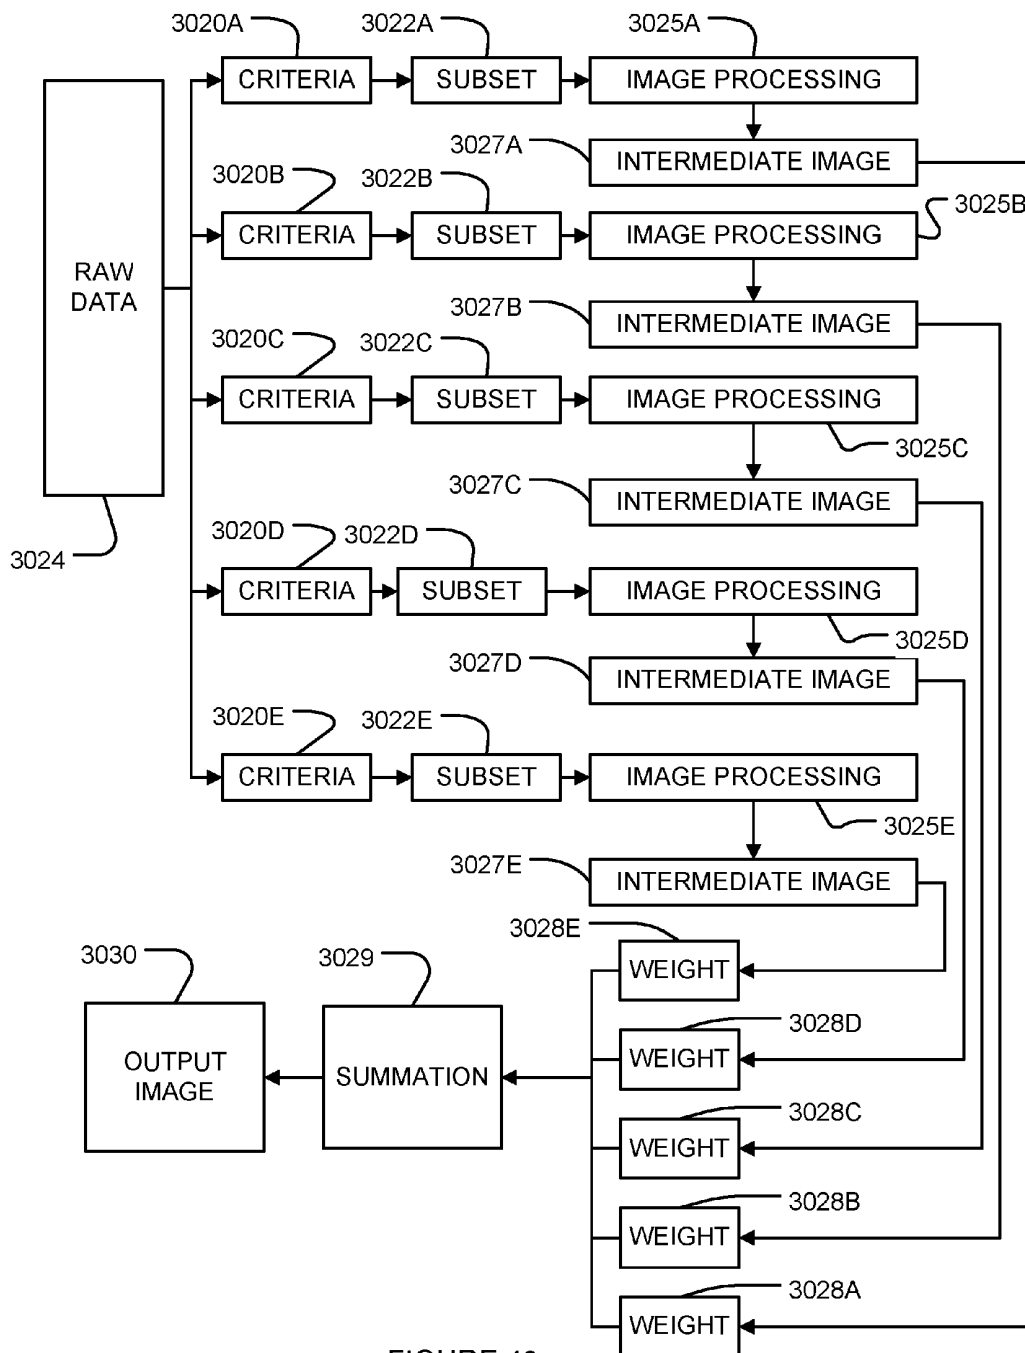 3020A 3022A 3025A
CRITERIA SUBSET IMAGE PROCESSING
3027A INTERMEDIATE IMAGE
3020B 3022B 3025B
CRITERIA SUBSET IMAGE PROCESSING
RAW
DATA
3027B INTERMEDIATE IMAGE
3020C 3022C
CRITERIA SUBSET IMAGE PROCESSING
3025C
3027C INTERMEDIATE IMAGE
3024
3020D 3022D
CRITERIA SUBSET IMAGE PROCESSING
3025D
3027D INTERMEDIATE IMAGE
3020E 3022E
CRITERIA SUBSET IMAGE PROCESSING
3025E
3027E INTERMEDIATE IMAGE
3028E
WEIGHT
3030 3029
3028D
WEIGHT
OUTPUT
IMAGE
SUMMATION
3028C
WEIGHT
3028B
WEIGHT
3028A
WEIGHT